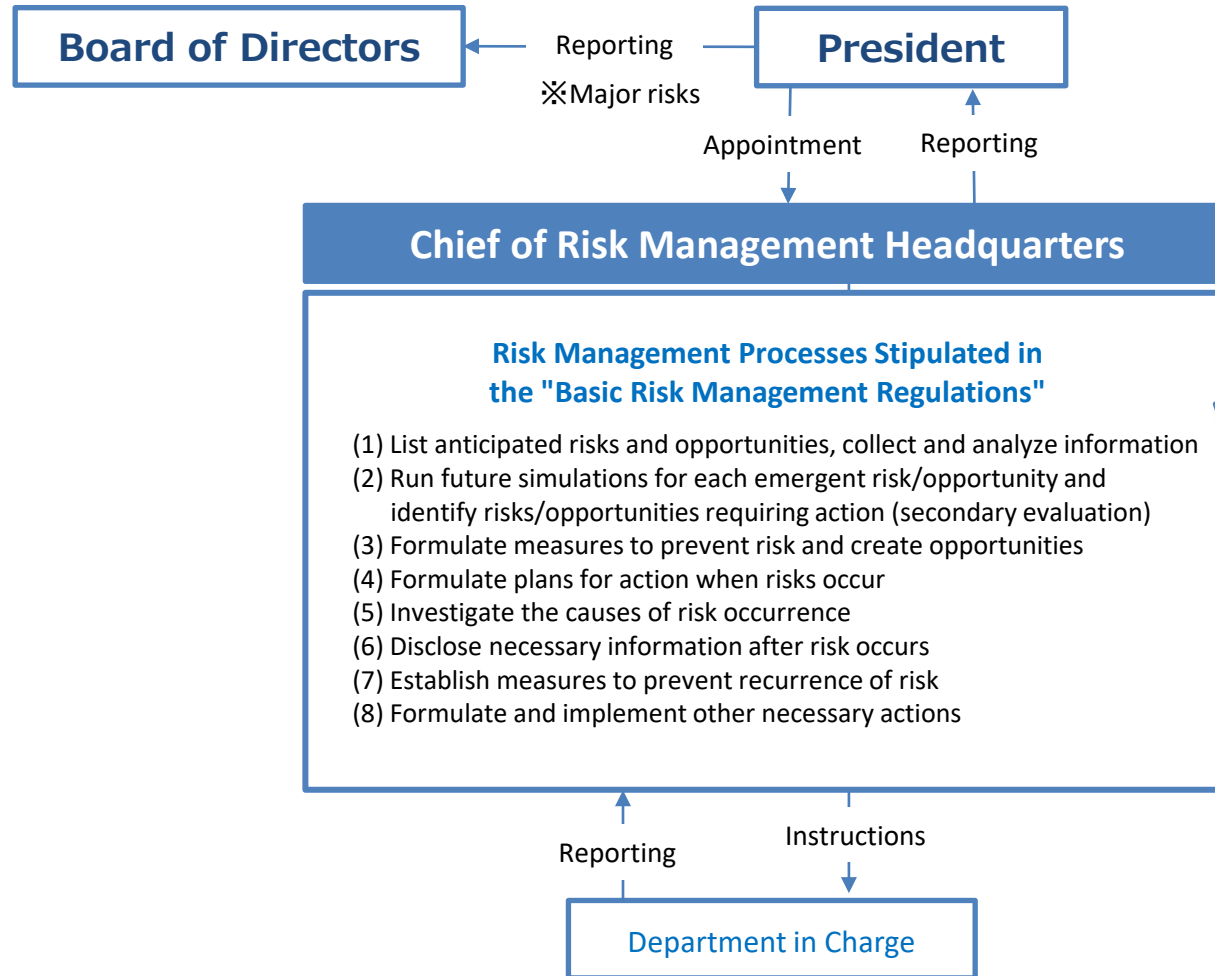 Board of Directors
Reporting
※Major risks
President
Appointment
Reporting
Chief of Risk Management Headquarters
Risk Management Processes Stipulated in
the "Basic Risk Management Regulations"
(1) List anticipated risks and opportunities, collect and analyze information
(2) Run future simulations for each emergent risk/opportunity and
identify risks/opportunities requiring action (secondary evaluation)
(3) Formulate measures to prevent risk and create opportunities
(4) Formulate plans for action when risks occur
(5) Investigate the causes of risk occurrence
(6) Disclose necessary information after risk occurs
(7) Establish measures to prevent recurrence of risk
(8) Formulate and implement other necessary actions
Reporting
Instructions
Department in Charge